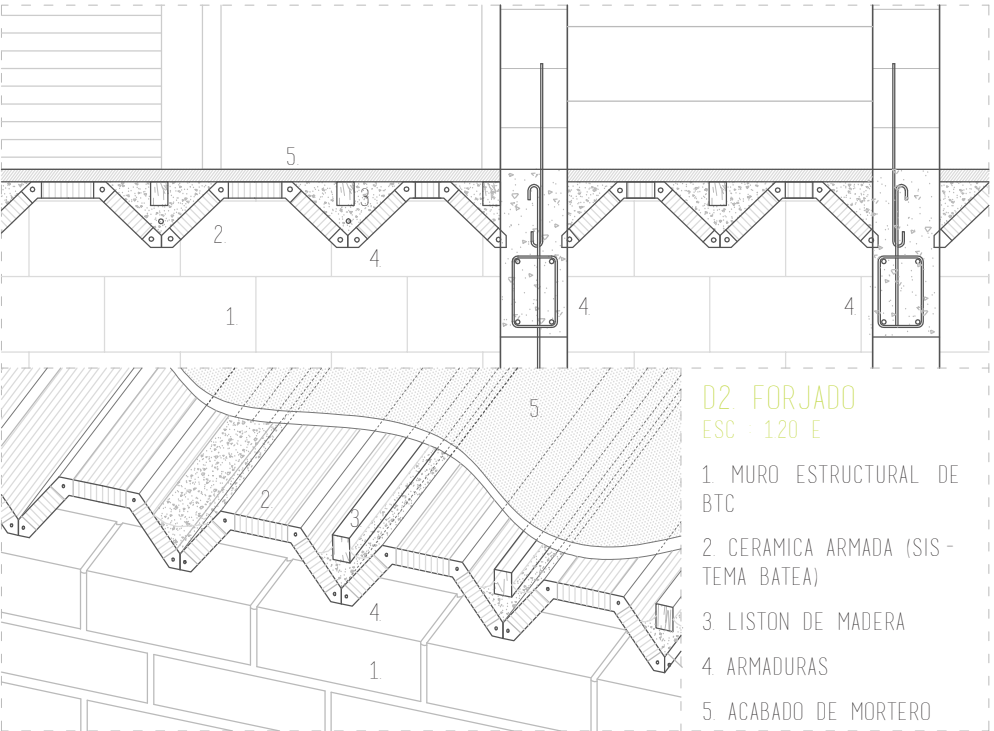 5.
3.
2.
4.
1.
4.
4.
5
2
3.
4.
1.
D2. FORJADO
ESC : 1.20 E
1. MURO ESTRUCTURAL DE
BTC
2. CERAMICA ARMADA (SIS-
TEMA BATEA)
3. LISTON DE MADERA
4. ARMADURAS
5. ACABADO DE MORTERO